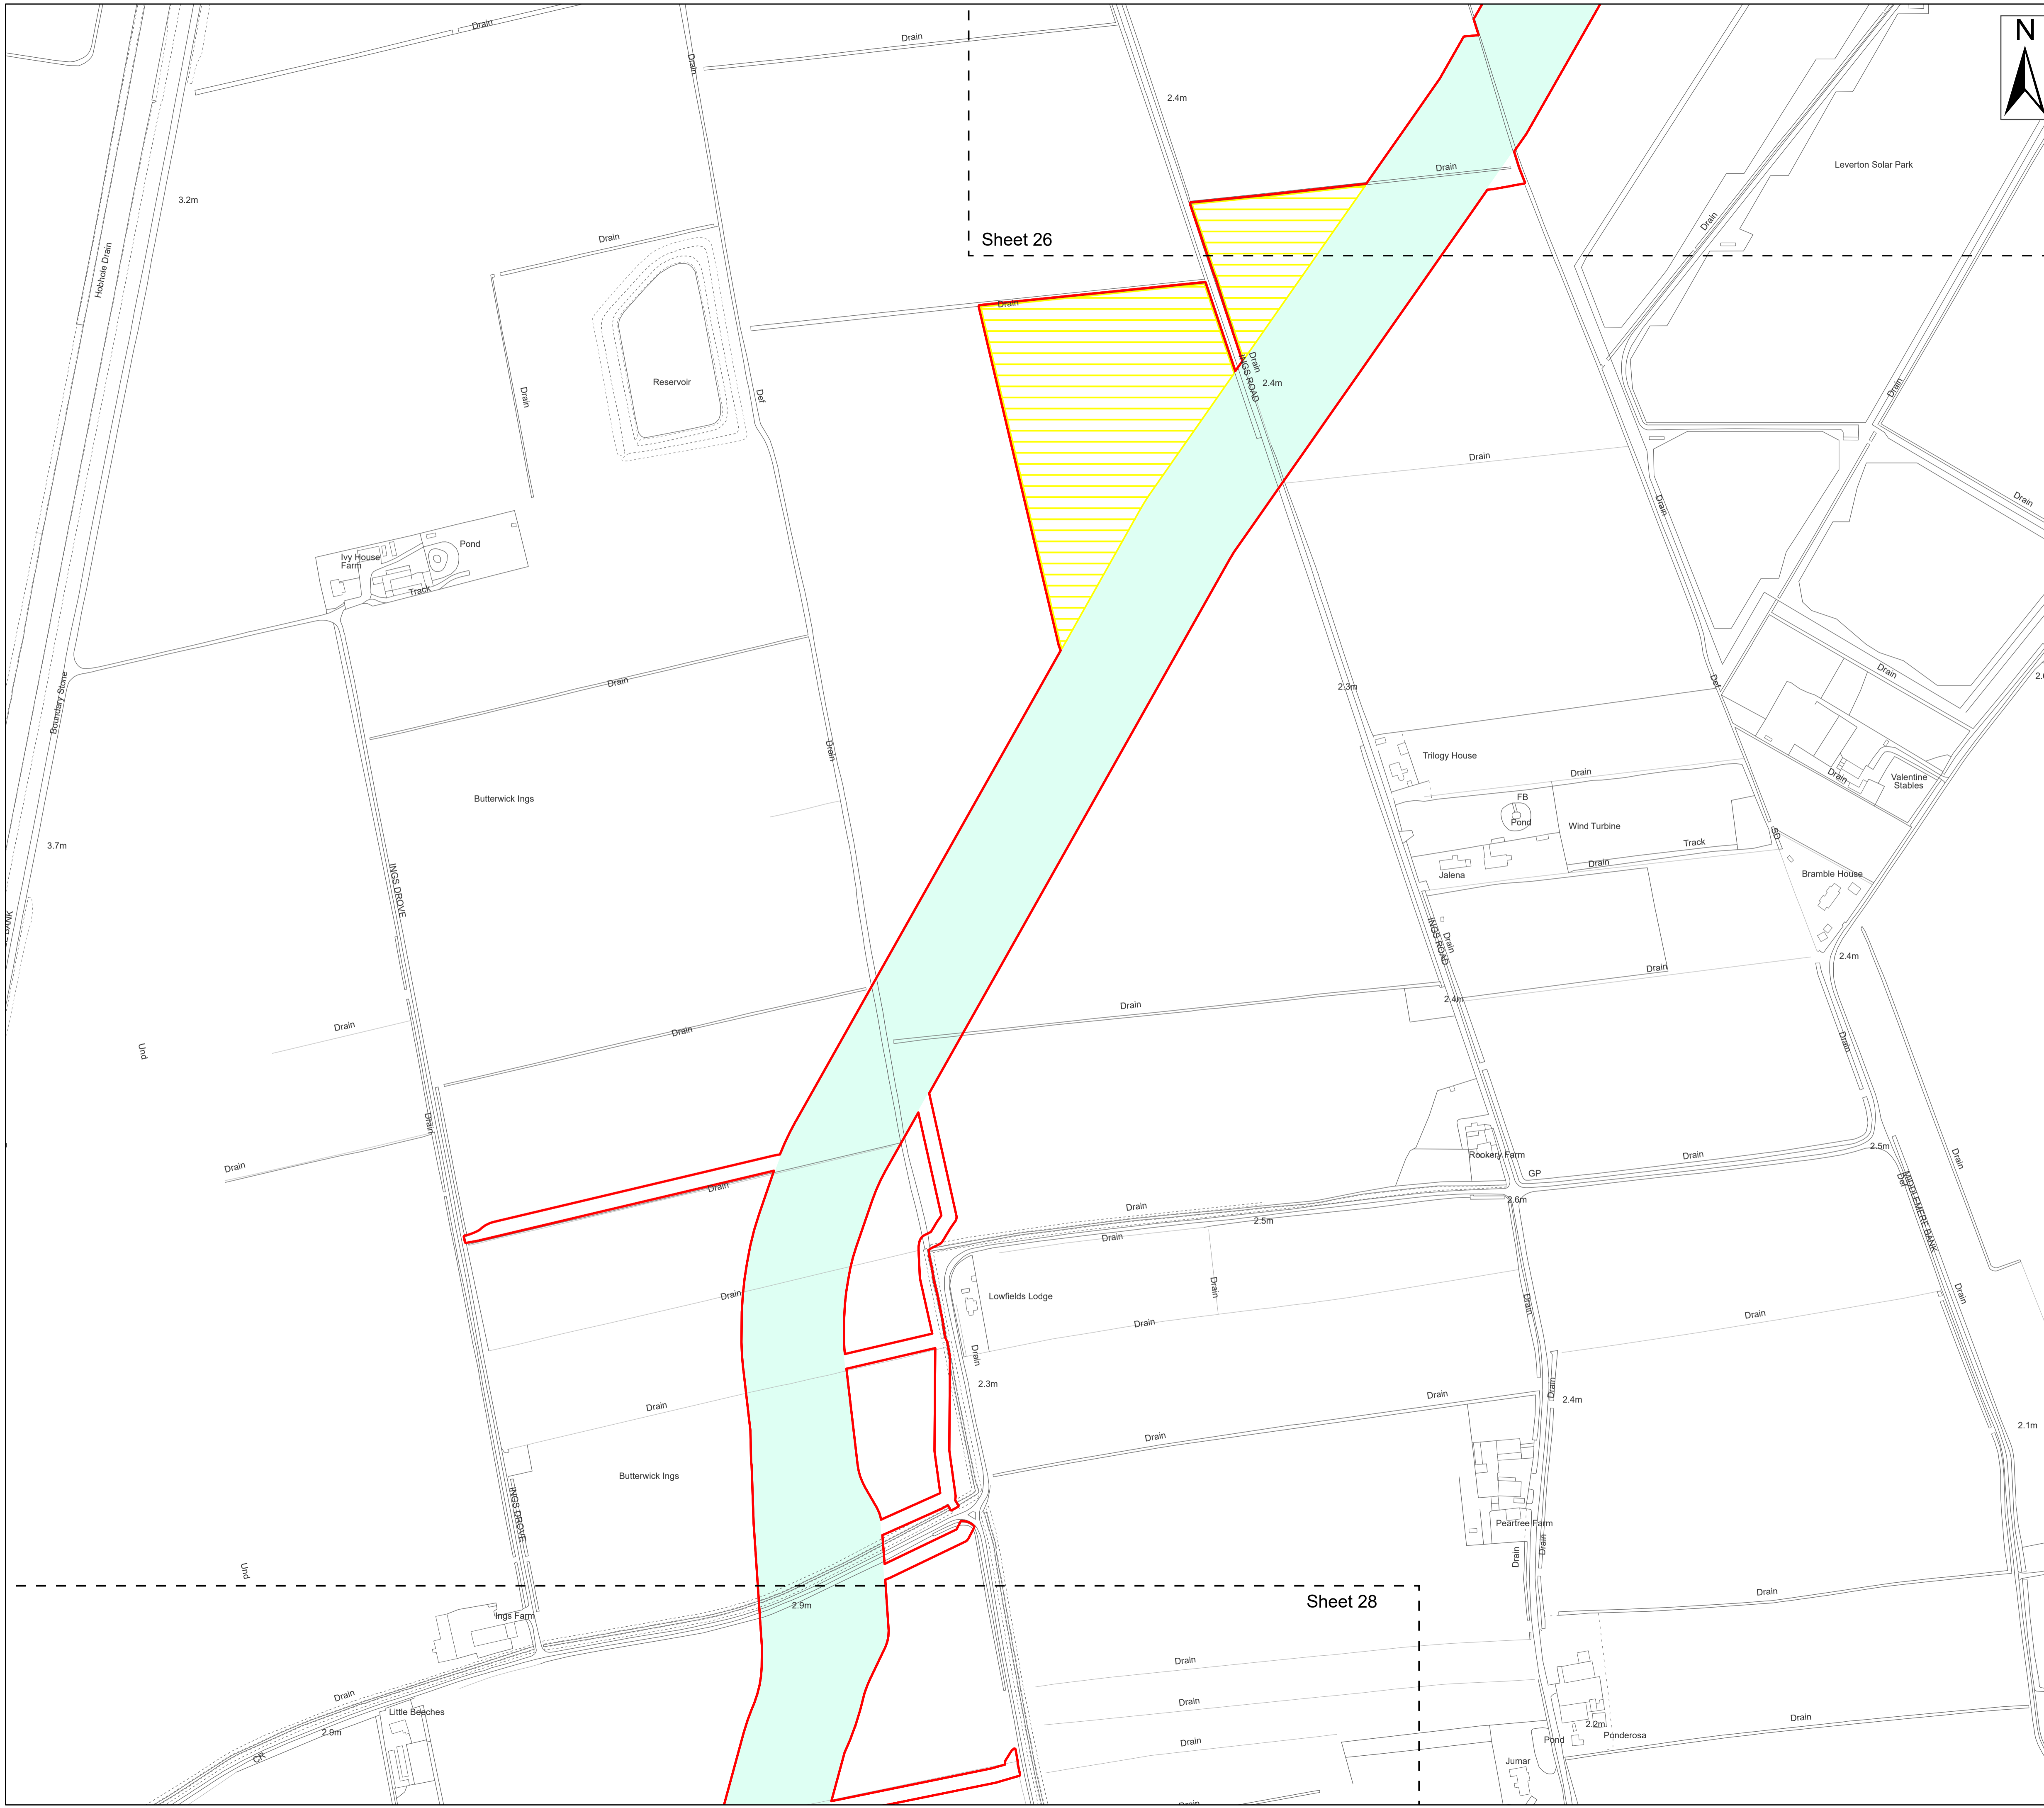 Drain
Drain
Drain
N
2.4m
Leverton Solar Park
Drain
3.2m
Drain
Drain
Sheet 26
Hobhole Drain
Drain
Drain
INGS ROAD
2.4m
Reservoir
Drain
Drain
Def
Drain
Drain
Drain
Pond
Ivy House
Farm
Track
Drain
Def
Drain
Boundary Stone
2.3m
Drain
Trilogy House
Drain
Drain
Valentine
Stables
Butterwick Ings
FB
Pond
Wind Turbine
SD
Track
3.7m
Drain
Jalena
Bramble House
INGS DROVE
INGS ROAD
Drain
2.4m
Drain
2.4m
Drain
Drain
Drain
Drain
Und
Drain
Drain
2.5m
Rookery Farm
Drain
Drain
Drain
GP
Def
MIDDLEMERE BANK
Drain
2.6m
Drain
2.5m
Drain
Drain
Drain
Lowfields Lodge
Drain
Drain
Drain
Drain
Drain
Drain
2.3m
Drain
Drain
2.4m
Drain
Drain
2.1m
Butterwick Ings
INGS DROVE
Peartree Farm
Drain
Drain
Und
Drain
Sheet 28
2.9m
Ings Farm
Drain
Drain
Drain
Little Beeches
Drain
2.9m
2.2m
Ponderosa
Pond
Drain
CR
Jumar
Drain